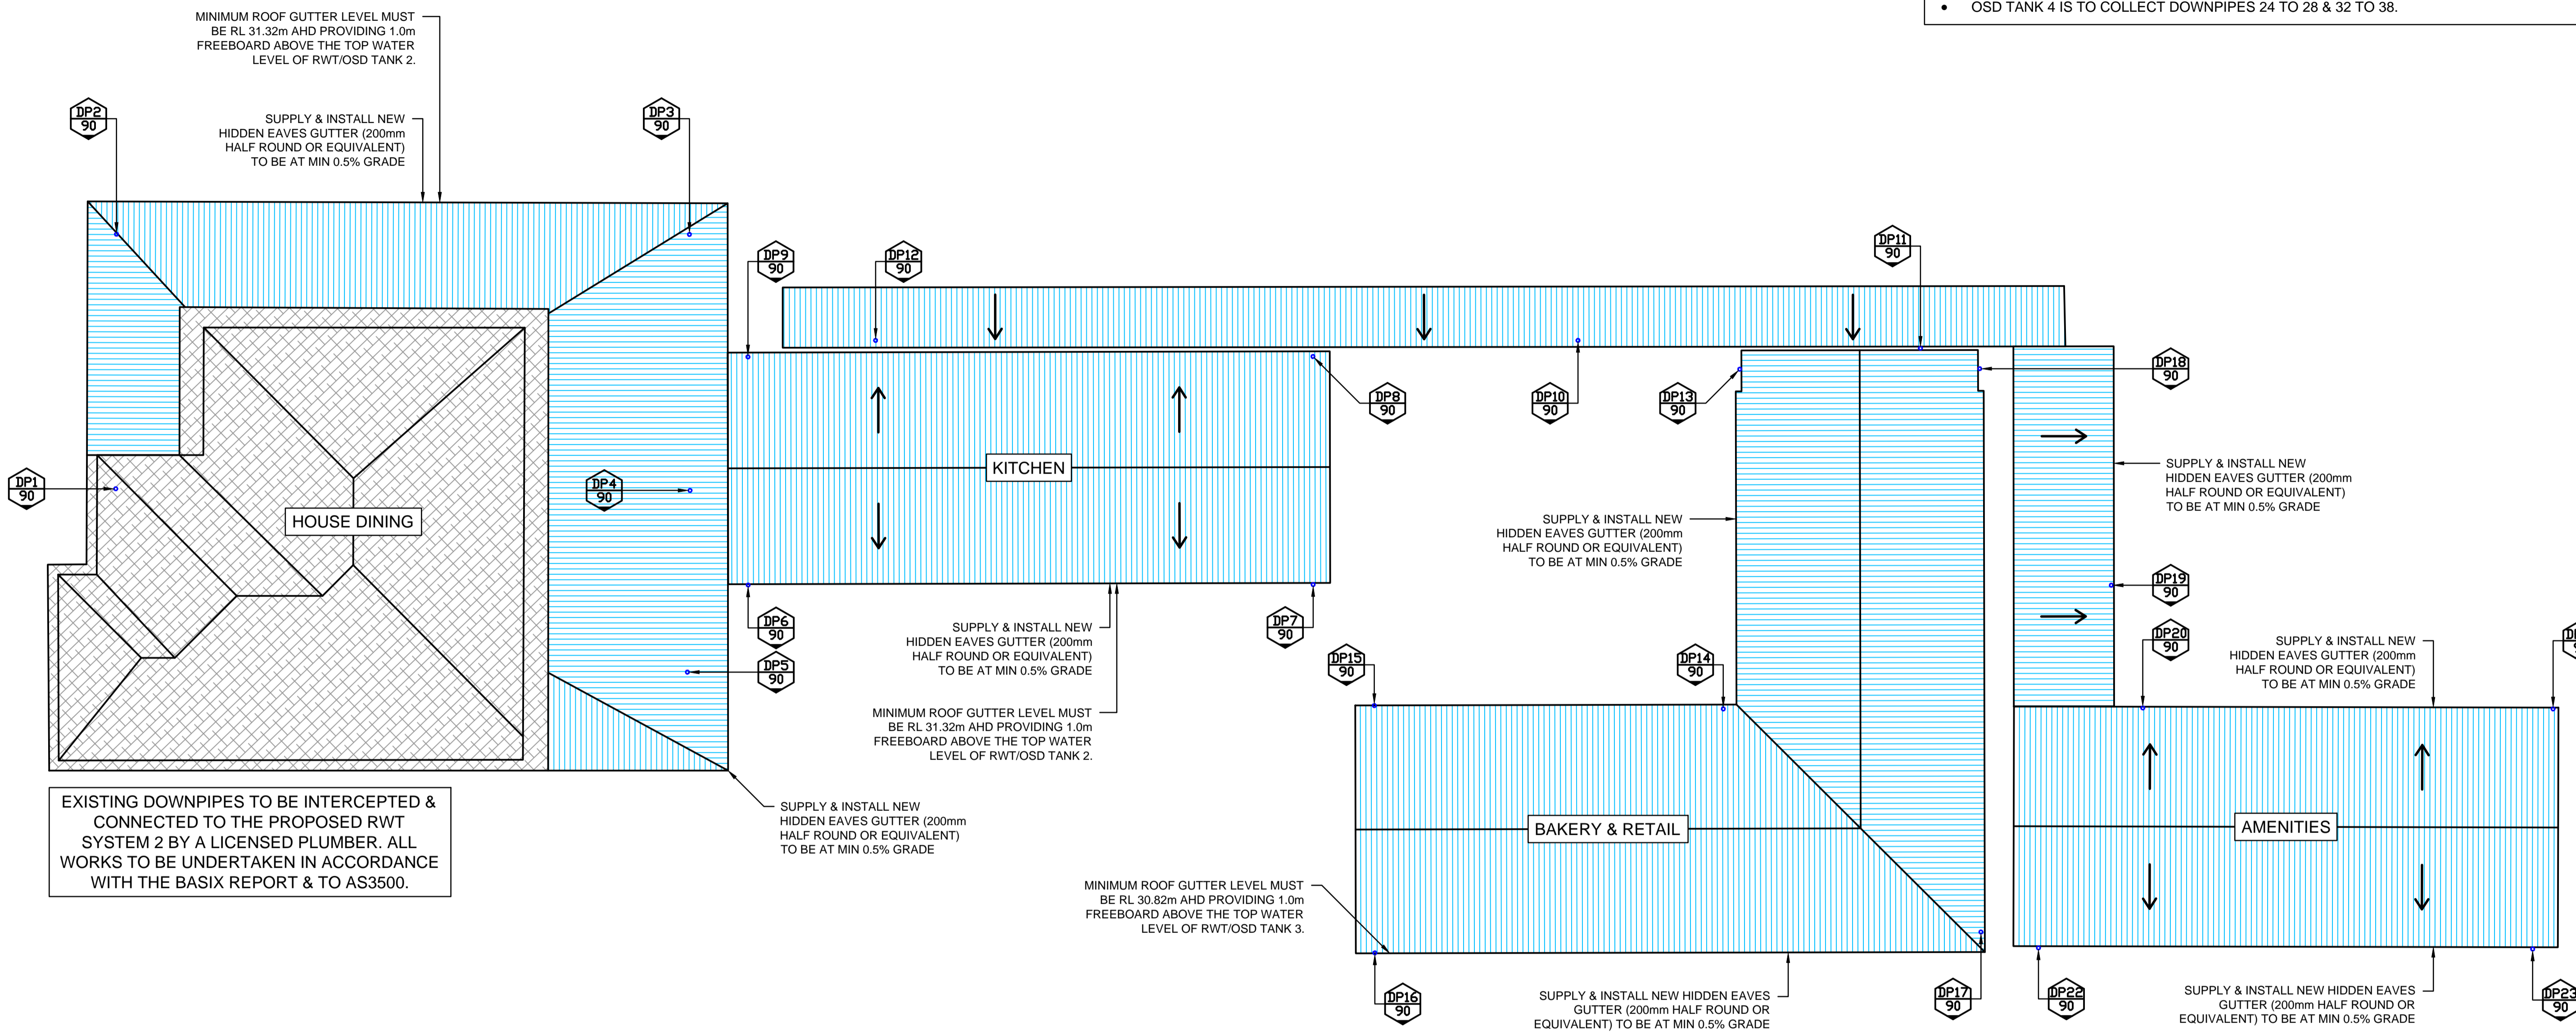 • OSD TANK 4 IS TO COLLECT DOWNPIPES 24 TO 28 & 32 TO 38.
MINIMUM ROOF GUTTER LEVEL MUST
BE RL 31.32m AHD PROVIDING 1.0m
FREEBOARD ABOVE THE TOP WATER
LEVEL OF RWT/OSD TANK 2.
DP2
90
SUPPLY & INSTALL NEW
HIDDEN EAVES GUTTER (200mm
HALF ROUND OR EQUIVALENT)
TO BE AT MIN 0.5% GRADE
DP3
90
DP9
90
DP12
90
DP11
90
DP8
90
DP10
90
DP13
90
DP18
90
DP1
90
HOUSE DINING
DP4
90
KITCHEN
SUPPLY & INSTALL NEW
HIDDEN EAVES GUTTER (200mm
HALF ROUND OR EQUIVALENT)
TO BE AT MIN 0.5% GRADE
SUPPLY & INSTALL NEW
HIDDEN EAVES GUTTER (200mm
HALF ROUND OR EQUIVALENT)
TO BE AT MIN 0.5% GRADE
DP6
90
DP5
90
SUPPLY & INSTALL NEW
HIDDEN EAVES GUTTER (200mm
HALF ROUND OR EQUIVALENT)
TO BE AT MIN 0.5% GRADE
DP7
90
MINIMUM ROOF GUTTER LEVEL MUST
BE RL 31.32m AHD PROVIDING 1.0m
FREEBOARD ABOVE THE TOP WATER
LEVEL OF RWT/OSD TANK 2.
DP15
90
DP14
90
DP19
90
DP20
90
SUPPLY & INSTALL NEW
HIDDEN EAVES GUTTER (200mm
HALF ROUND OR EQUIVALENT)
TO BE AT MIN 0.5% GRADE
EXISTING DOWNPIPES TO BE INTERCEPTED &
CONNECTED TO THE PROPOSED RWT
SYSTEM 2 BY A LICENSED PLUMBER. ALL
WORKS TO BE UNDERTAKEN IN ACCORDANCE
WITH THE BASIX REPORT & TO AS3500.
SUPPLY & INSTALL NEW
HIDDEN EAVES GUTTER (200mm
HALF ROUND OR EQUIVALENT)
TO BE AT MIN 0.5% GRADE
BAKERY & RETAIL
AMENITIES
MINIMUM ROOF GUTTER LEVEL MUST
BE RL 30.82m AHD PROVIDING 1.0m
FREEBOARD ABOVE THE TOP WATER
LEVEL OF RWT/OSD TANK 3.
DP16
90
SUPPLY & INSTALL NEW HIDDEN EAVES
GUTTER (200mm HALF ROUND OR
EQUIVALENT) TO BE AT MIN 0.5% GRADE
DP17
90
DP22
90
SUPPLY & INSTALL NEW HIDDEN EAVES
GUTTER (200mm HALF ROUND OR
EQUIVALENT) TO BE AT MIN 0.5% GRADE
DP23
90